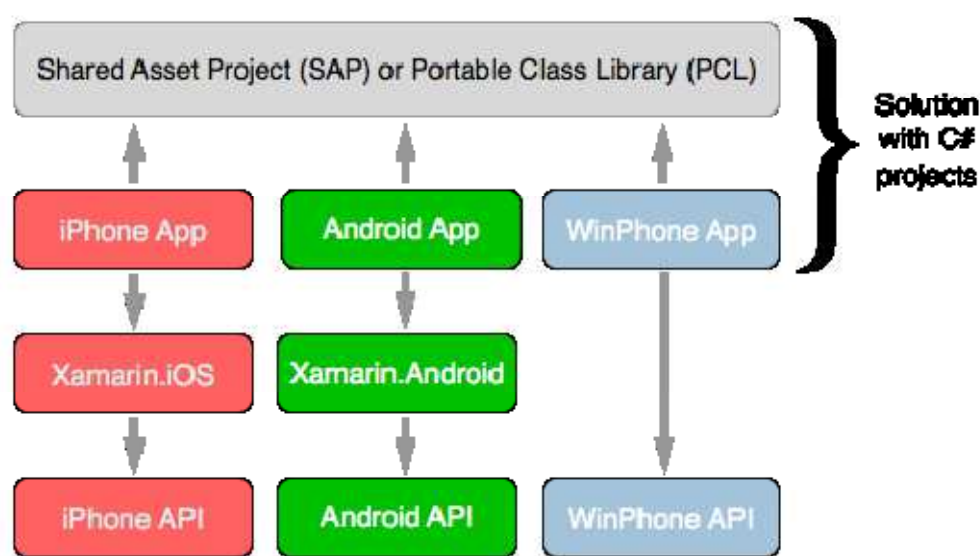 Shared Asset Project (SAP) or Portable Class Library (PCL)
Solution
with C#
projects
iPhone App
Android App
WinPhone App
Xamarin.iOS
Xamarin.Android
iPhone API
Android API
WinPhone API